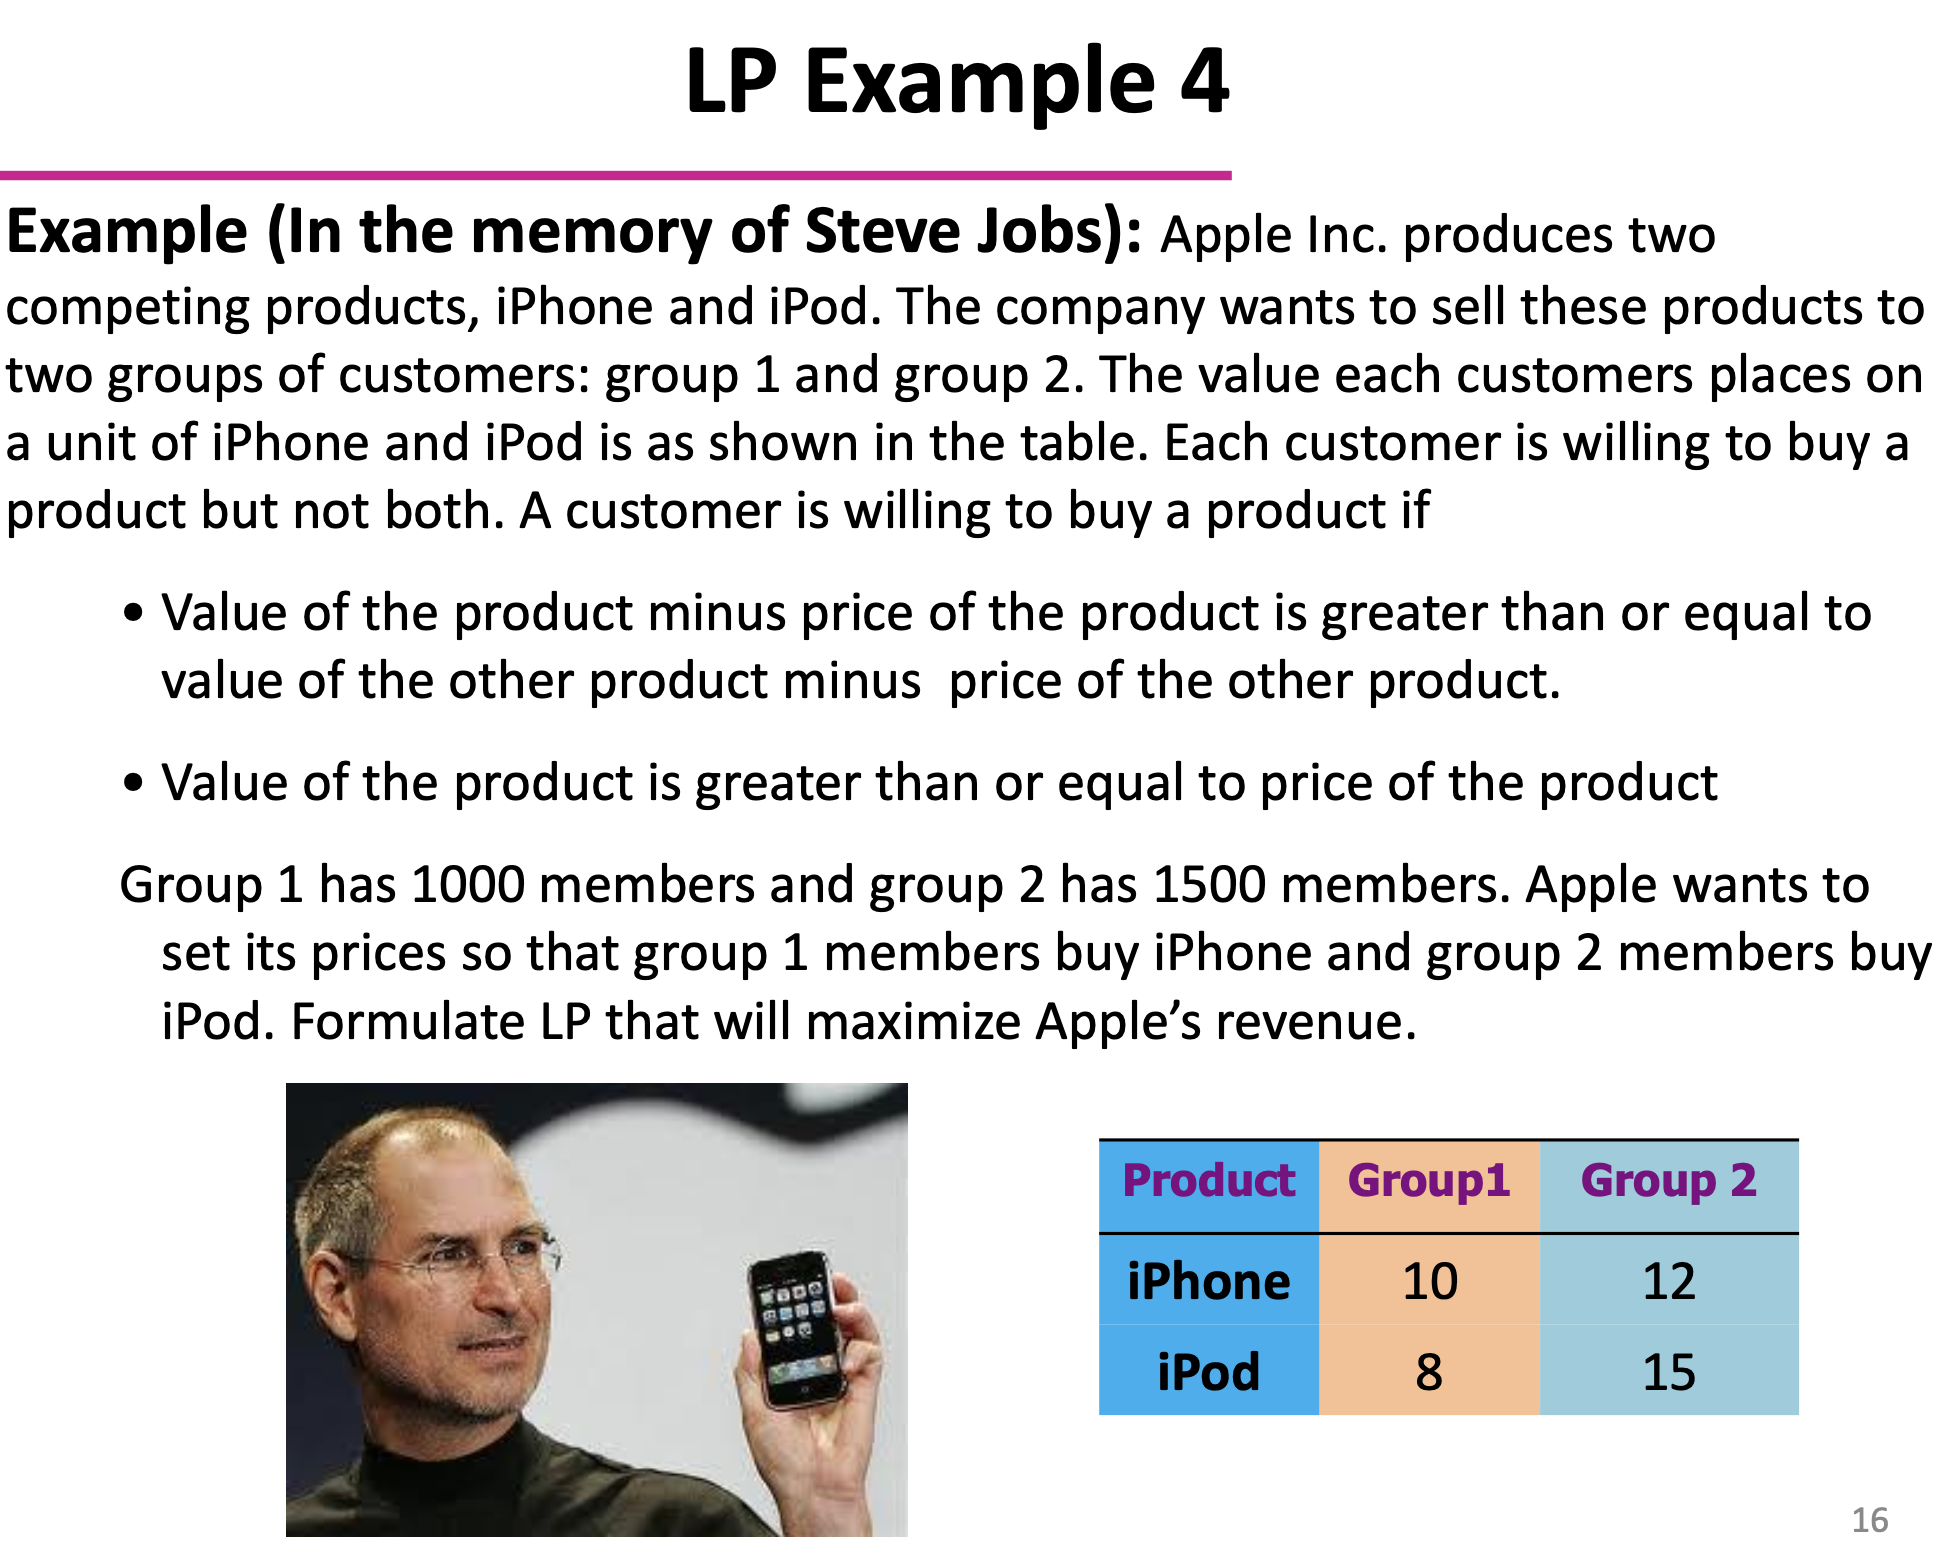 LP Example 4
Example (In the memory of Steve Jobs): Apple Inc. produces two
competing products, iPhone and iPod. The company wants to sell these products to
two groups of customers: group 1 and group 2. The value each customers places on
a unit of iPhone and iPod is as shown in the table. Each customer is willing to buy a
product but not both. A customer is willing to buy a product if
• Value of the product minus price of the product is greater than or equal to
value of the other product minus price of the other product.
• Value of the product is greater than or equal to price of the product
Group 1 has 1000 members and group 2 has 1500 members. Apple wants to
set its prices so that group 1 members buy iPhone and group 2 members buy
iPod. Formulate LP that will maximize Apple’s revenue.
Product Group1 Group 2
iPhone 10 12
iPod 8 15
16